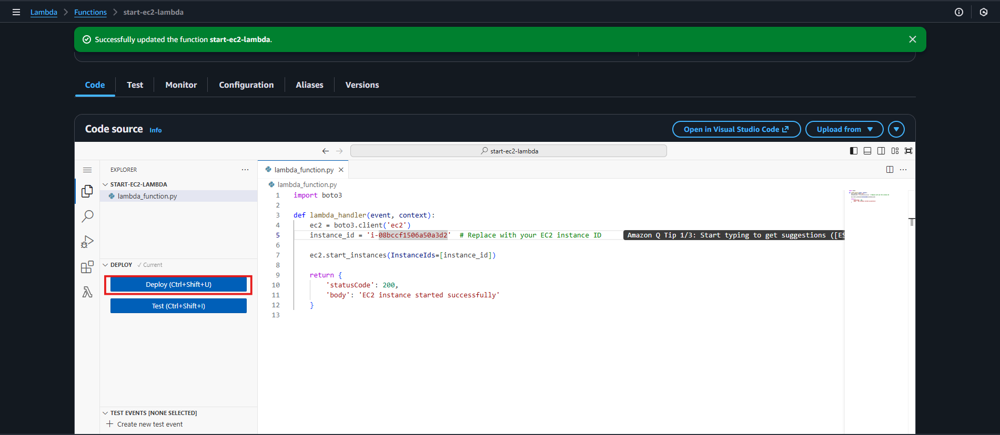 Lambda > Functions > start-ec2-lambda
Successfully updated the function start-ec2-lambda.
Code Test Monitor Configuration Aliases Versions
Code source Info
Open in Visual Studio Code Upload from
start-ec2-lambda
EXPLORER
START-EC2-LAMBDA
lambda_function.py
DEPLOY ✓ Current
Deploy (Ctrl+Shift+U)
Test (Ctrl+Shift+I)
TEST EVENTS [NONE SELECTED]
+ Create new test event
lambda_function.py
lambda_function.py
1 import boto3
2
3 def lambda_handler(event, context):
4 ec2 = boto3.client('ec2')
5 instance_id = 'i-08bccf1506a50a3d2' # Replace with your EC2 instance ID Amazon Q Tip 1/3: Start typing to get suggestions ([ES
6
7 ec2.start_instances(InstanceIds=[instance_id])
8
9 return {
10 'statusCode': 200,
11 'body': 'EC2 instance started successfully'
12 }
13